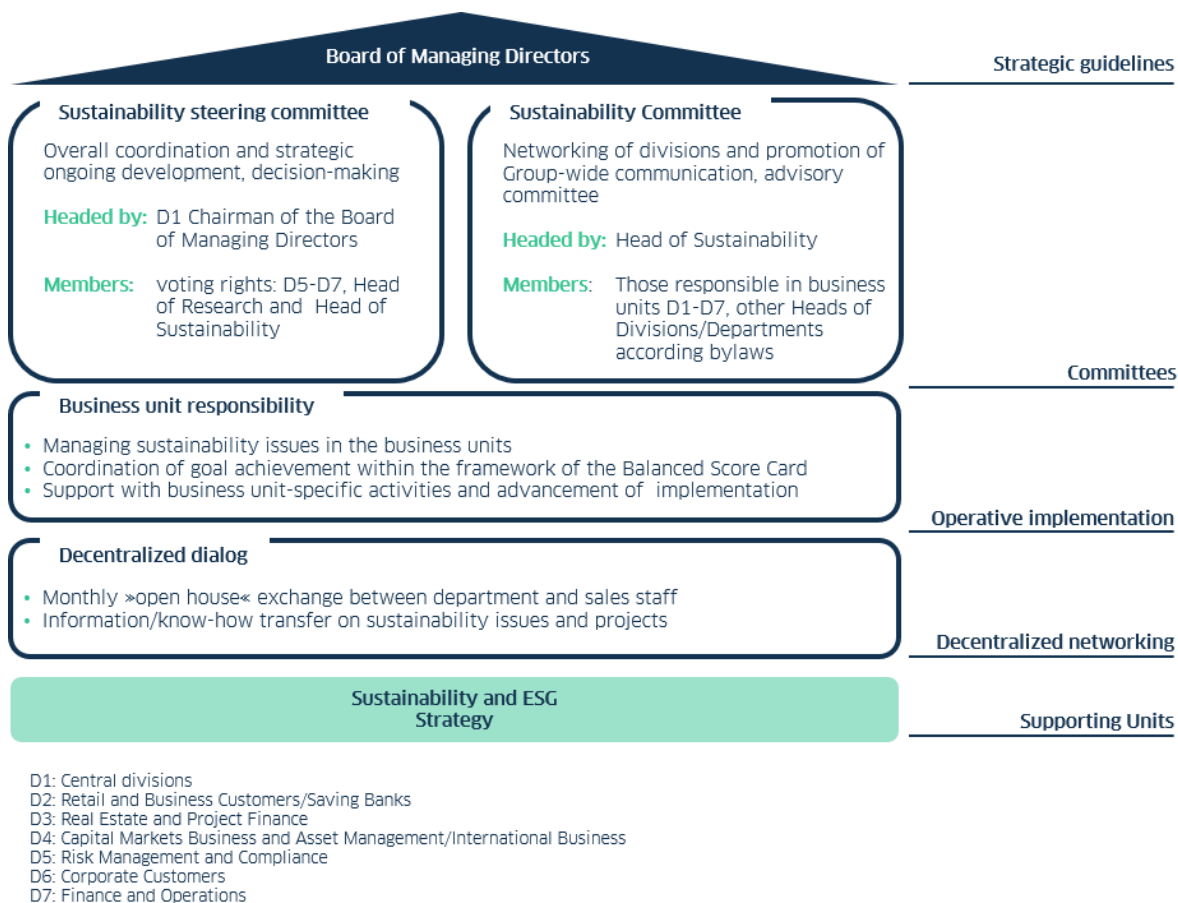 Board of Managing Directors
Strategic guidelines
Sustainability steering committee
Overall coordination and strategic
ongoing development, decision-making
Headed by: D1 Chairman of the Board
of Managing Directors
Members: voting rights: D5-D7, Head
of Research and Head of
Sustainability
Sustainability Committee
Networking of divisions and promotion of
Group-wide communication, advisory
committee
Headed by: Head of Sustainability
Members: Those responsible in business
units D1-D7, other Heads of
Divisions/Departments
according bylaws
Committees
Business unit responsibility
• Managing sustainability issues in the business units
• Coordination of goal achievement within the framework of the Balanced Score Card
• Support with business unit-specific activities and advancement of implementation
Operative implementation
Decentralized dialog
• Monthly »open house« exchange between department and sales staff
• Information/know-how transfer on sustainability issues and projects
Decentralized networking
Sustainability and ESG
Strategy
Supporting Units
D1: Central divisions
D2: Retail and Business Customers/Saving Banks
D3: Real Estate and Project Finance
D4: Capital Markets Business and Asset Management/International Business
D5: Risk Management and Compliance
D6: Corporate Customers
D7: Finance and Operations